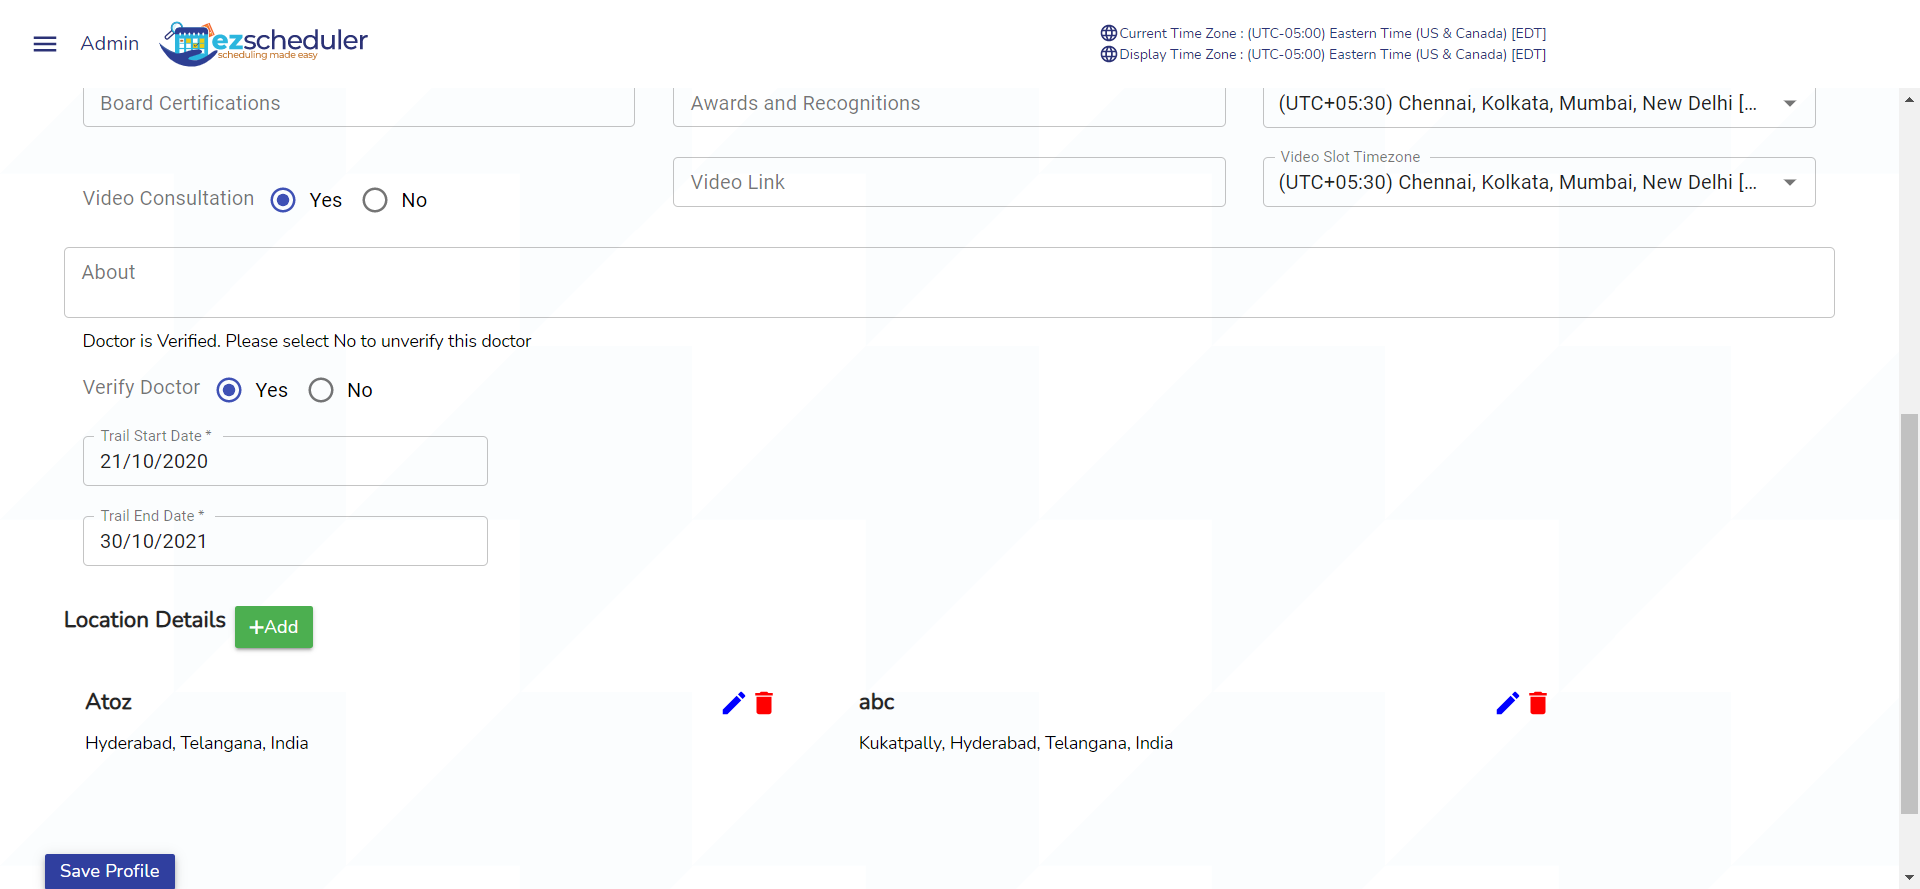 Admin
ezscheduler
scheduling made easy
Current Time Zone : (UTC-05:00) Eastern Time (US & Canada) [EDT]
Display Time Zone : (UTC-05:00) Eastern Time (US & Canada) [EDT]
Board Certifications
Awards and Recognitions
(UTC+05:30) Chennai, Kolkata, Mumbai, New Delhi [...
Video Consultation Yes No
Video Link
Video Slot Timezone
(UTC+05:30) Chennai, Kolkata, Mumbai, New Delhi [...
About
Doctor is Verified. Please select No to unverify this doctor
Verify Doctor Yes No
Trail Start Date *
21/10/2020
Trail End Date *
30/10/2021
Location Details +Add
Atoz
Hyderabad, Telangana, India
abc
Kukatpally, Hyderabad, Telangana, India
Save Profile